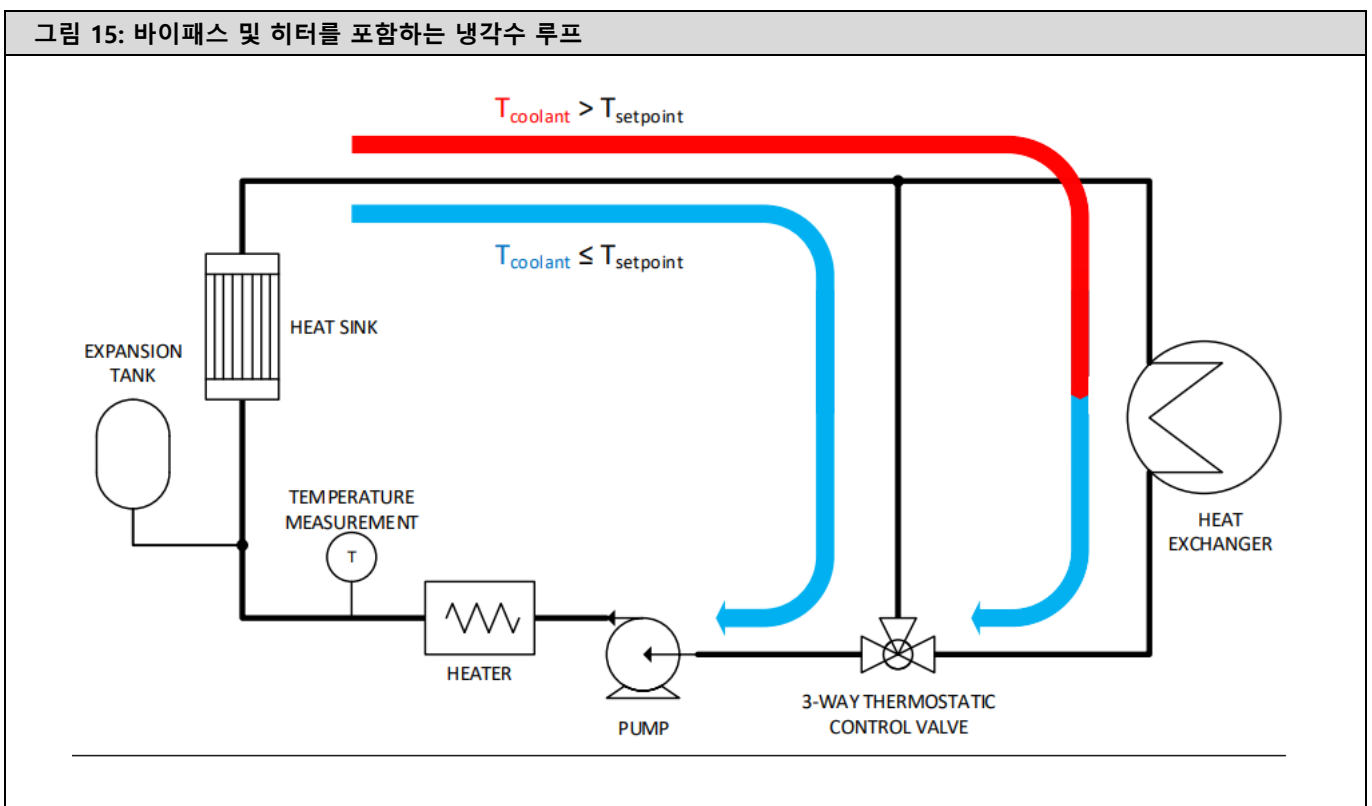 그림 15: 바이패스 및 히터를 포함하는 냉각수 루프
Tcoolant > Tsetpoint
Tcoolant ≤ Tsetpoint
HEAT SINK
EXPANSION
TANK
TEMPERATURE
MEASUREMENT
T
HEAT
EXCHANGER
HEATER
3-WAY THERMOSTATIC
CONTROL VALVE
PUMP